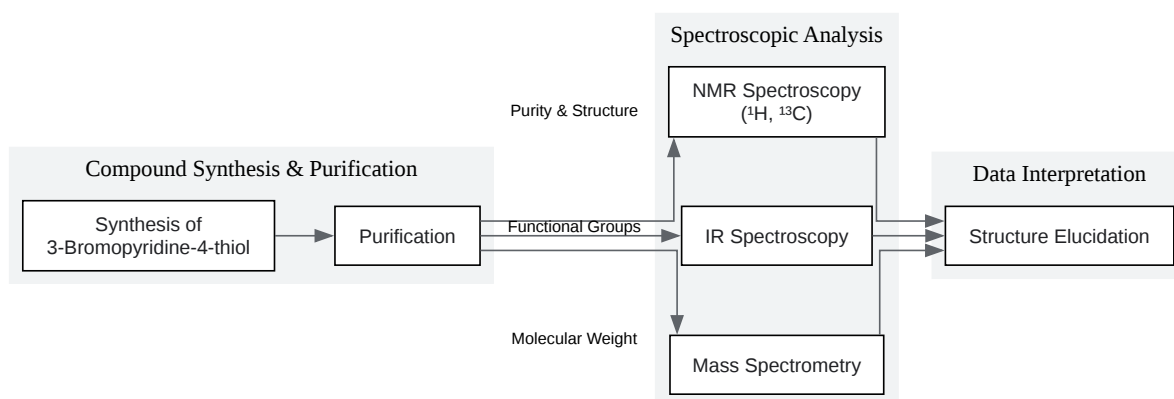 Spectroscopic Analysis
NMR Spectroscopy
(¹H, ¹³C)
Purity & Structure
Compound Synthesis & Purification
Data Interpretation
Synthesis of
3-Bromopyridine-4-thiol
Purification
Functional Groups
IR Spectroscopy
Structure Elucidation
Molecular Weight
Mass Spectrometry